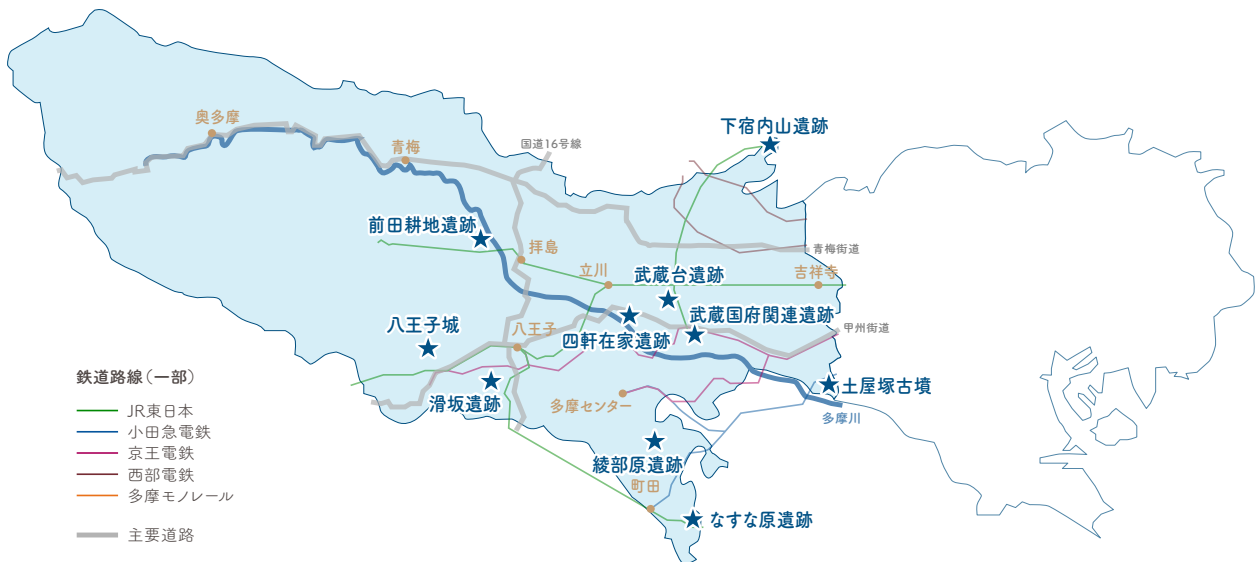 奥多摩
青梅
国道16号線
下宿内山遺跡
前田耕地遺跡
拝島
青梅街道
立川
武蔵台遺跡
吉祥寺
武蔵国府関連遺跡
八王子城
八王子
四軒在家遺跡
甲州街道
滑坂遺跡
多摩センター
土屋塚古墳
多摩川
綾部原遺跡
町田
なすな原遺跡
鉄道路線（一部）
JR東日本
小田急電鉄
京王電鉄
西部電鉄
多摩モノレール
主要道路